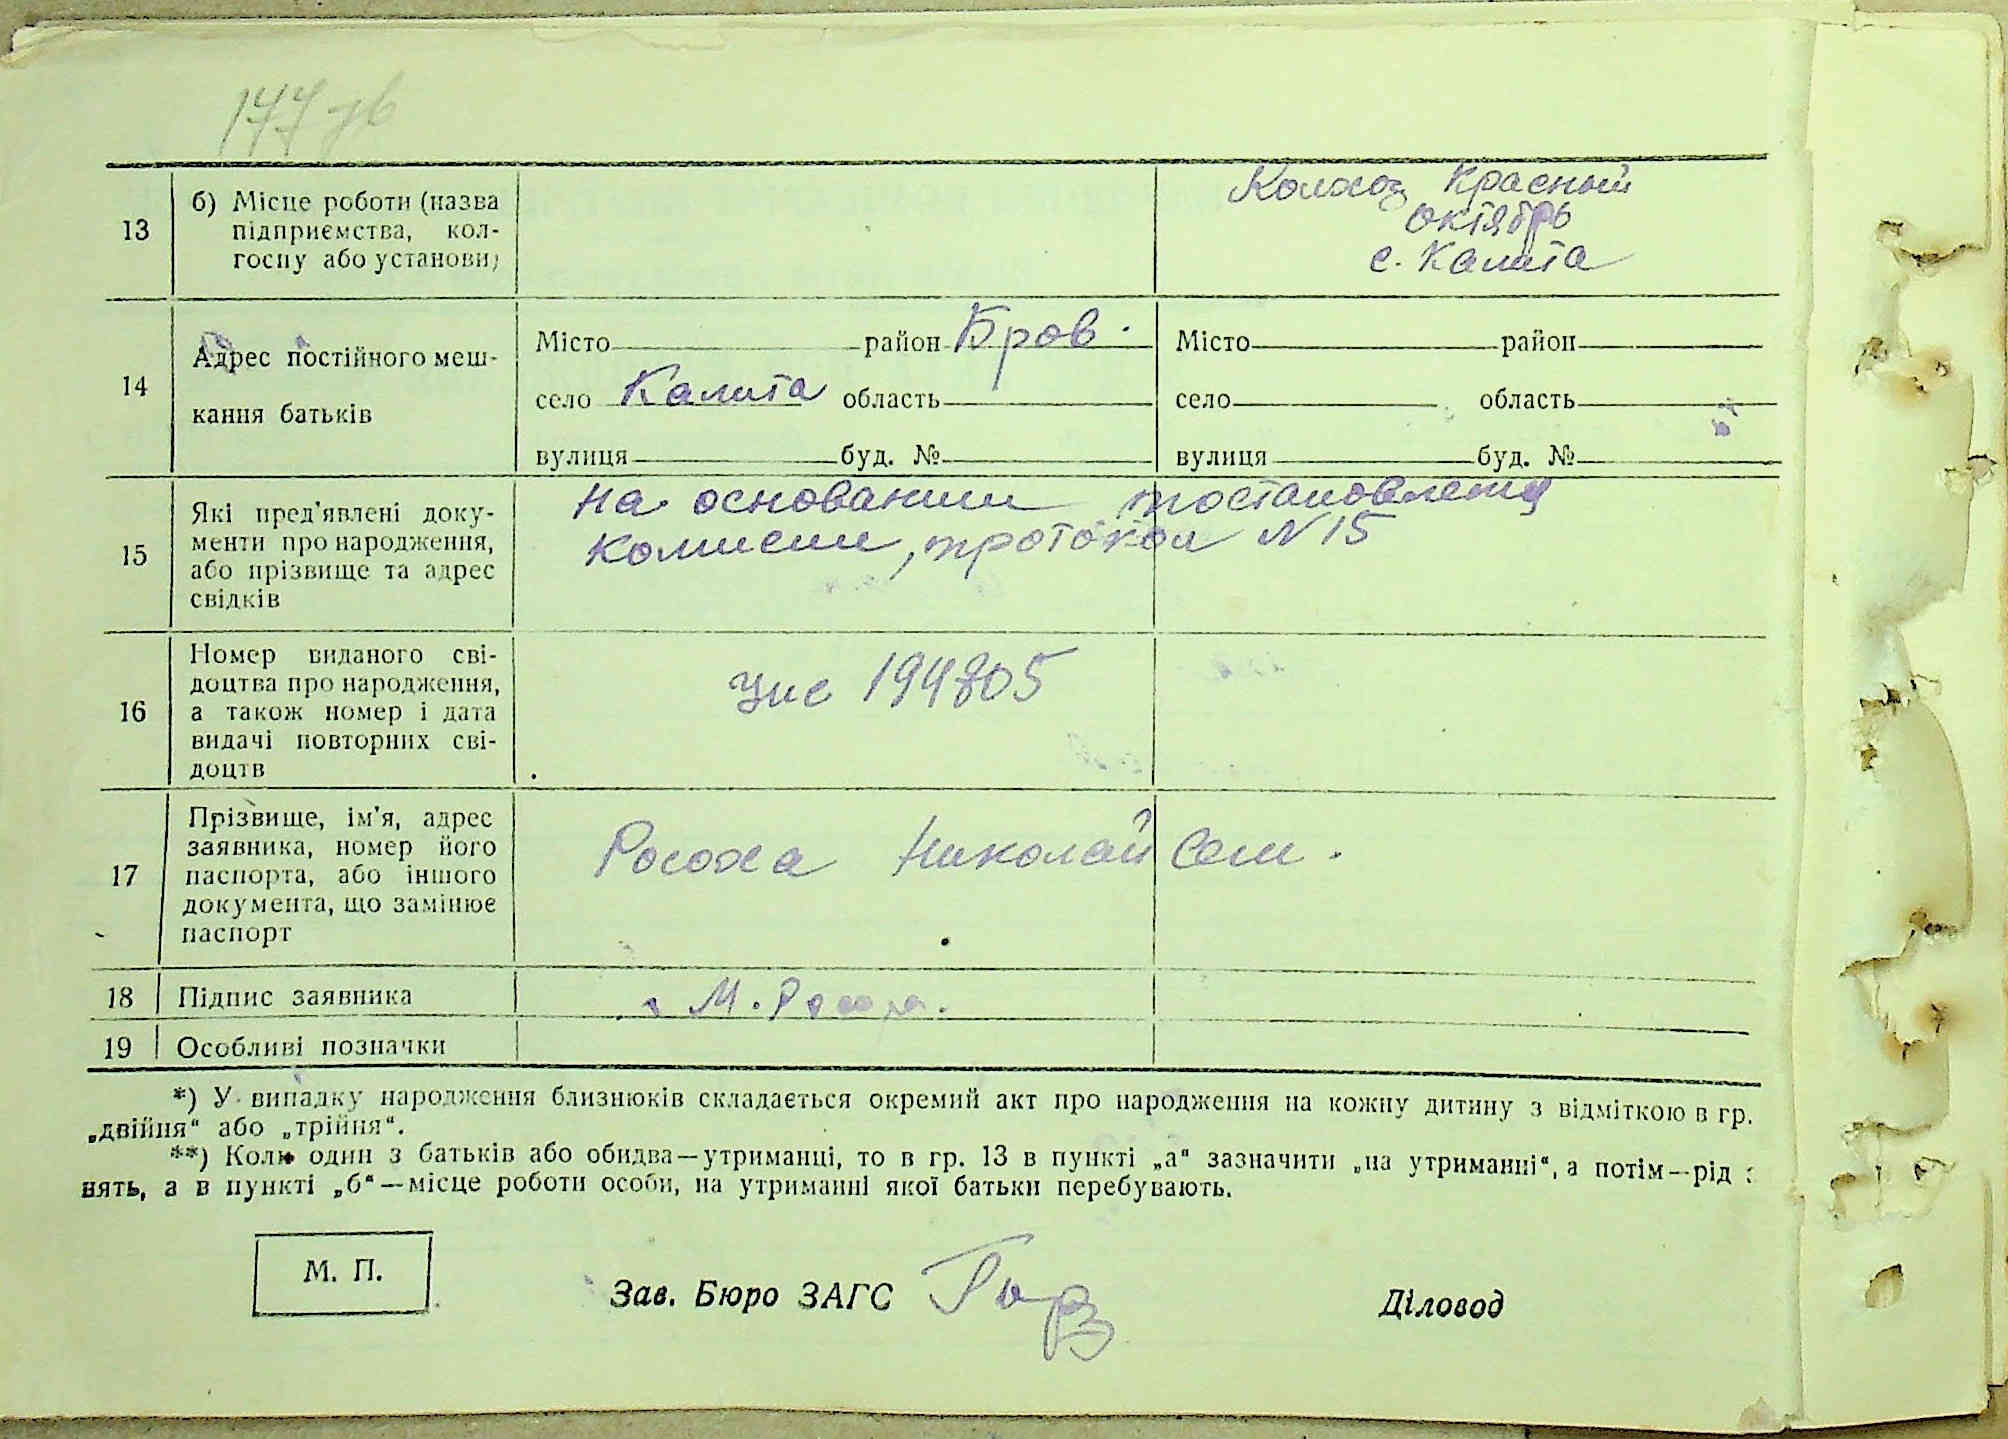 177 зв
13
б) Місце роботи (назва
підприємства, кол-
госпу або установи)
Колхоз Красный
октябрь
с. Калита
14
Адрес постійного меш-
кання батьків
Місто район Бров.
село Калита область
вулиця буд. №
Місто район
село область
вулиця буд. №
15
Які пред'явлені доку-
менти про народження,
або прізвище та адрес
свідків
на основании постановления
комиссии, протокол N 15
16
Номер виданого сві-
доцтва про народження,
а також номер і дата
видачі повторних сві-
доцтв
194805
17
Прізвище, ім'я, адрес
заявника, номер його
паспорта, або іншого
документа, що замінює
паспорт
Росоха Николай Сем.
18 Підпис заявника
М. Росоха.
19 Особливі позначки
*) У випадку народження близнюків складається окремий акт про народження на кожну дитину з відміткою в гр.
„двійня“ або „трійня“.
**) Коли один з батьків або обидва—утриманці, то в гр. 13 в пункті „а“ зазначити „на утриманні“, а потім—рід з
нять, а в пункті „б“—місце роботи особи, на утриманні якої батьки перебувають.
М. П.
Зав. Бюро ЗАГС
Діловод